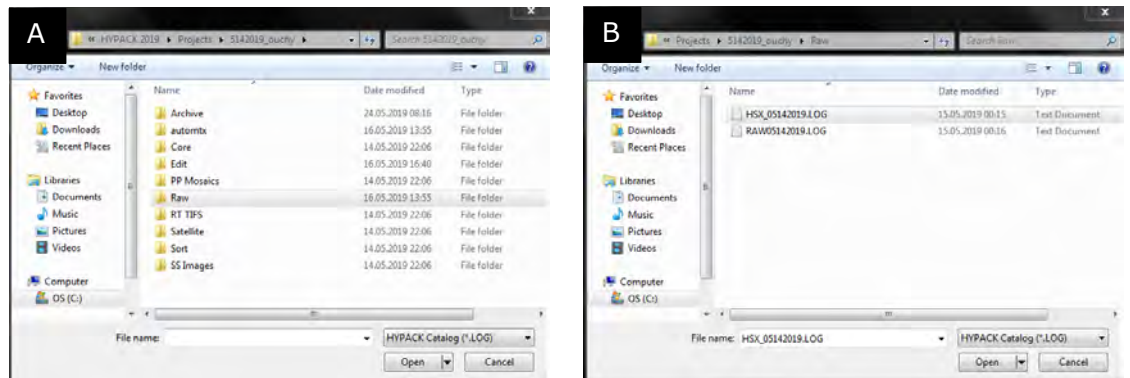 A
« HYPACK 2019 ▸ Projects ▸ 5142019_ouchy ▸
Search 5142019_ouchy
Organize
New folder
Name Date modified Type
Favorites
Desktop
Downloads
Recent Places
Libraries
Documents
Music
Pictures
Videos
Computer
OS (C:)
Archive 24.05.2019 08:16 File folder
automtx 16.05.2019 13:55 File folder
Core 14.05.2019 22:06 File folder
Edit 16.05.2019 16:40 File folder
PP Mosaics 14.05.2019 22:06 File folder
Raw 16.05.2019 13:55 File folder
RT TIFS 14.05.2019 22:06 File folder
Satellite 14.05.2019 22:06 File folder
Sort 14.05.2019 22:06 File folder
SS Images 14.05.2019 22:06 File folder
File name:
HYPACK Catalog (*.LOG)
Open Cancel
B
« Projects ▸ 5142019_ouchy ▸ Raw
Search Raw
Organize
New folder
Name Date modified Type
Favorites
Desktop
Downloads
Recent Places
Libraries
Documents
Music
Pictures
Videos
Computer
OS (C:)
HSX_05142019.LOG 15.05.2019 00:15 Text Document
RAW05142019.LOG 15.05.2019 00:16 Text Document
File name: HSX_05142019.LOG
HYPACK Catalog (*.LOG)
Open Cancel